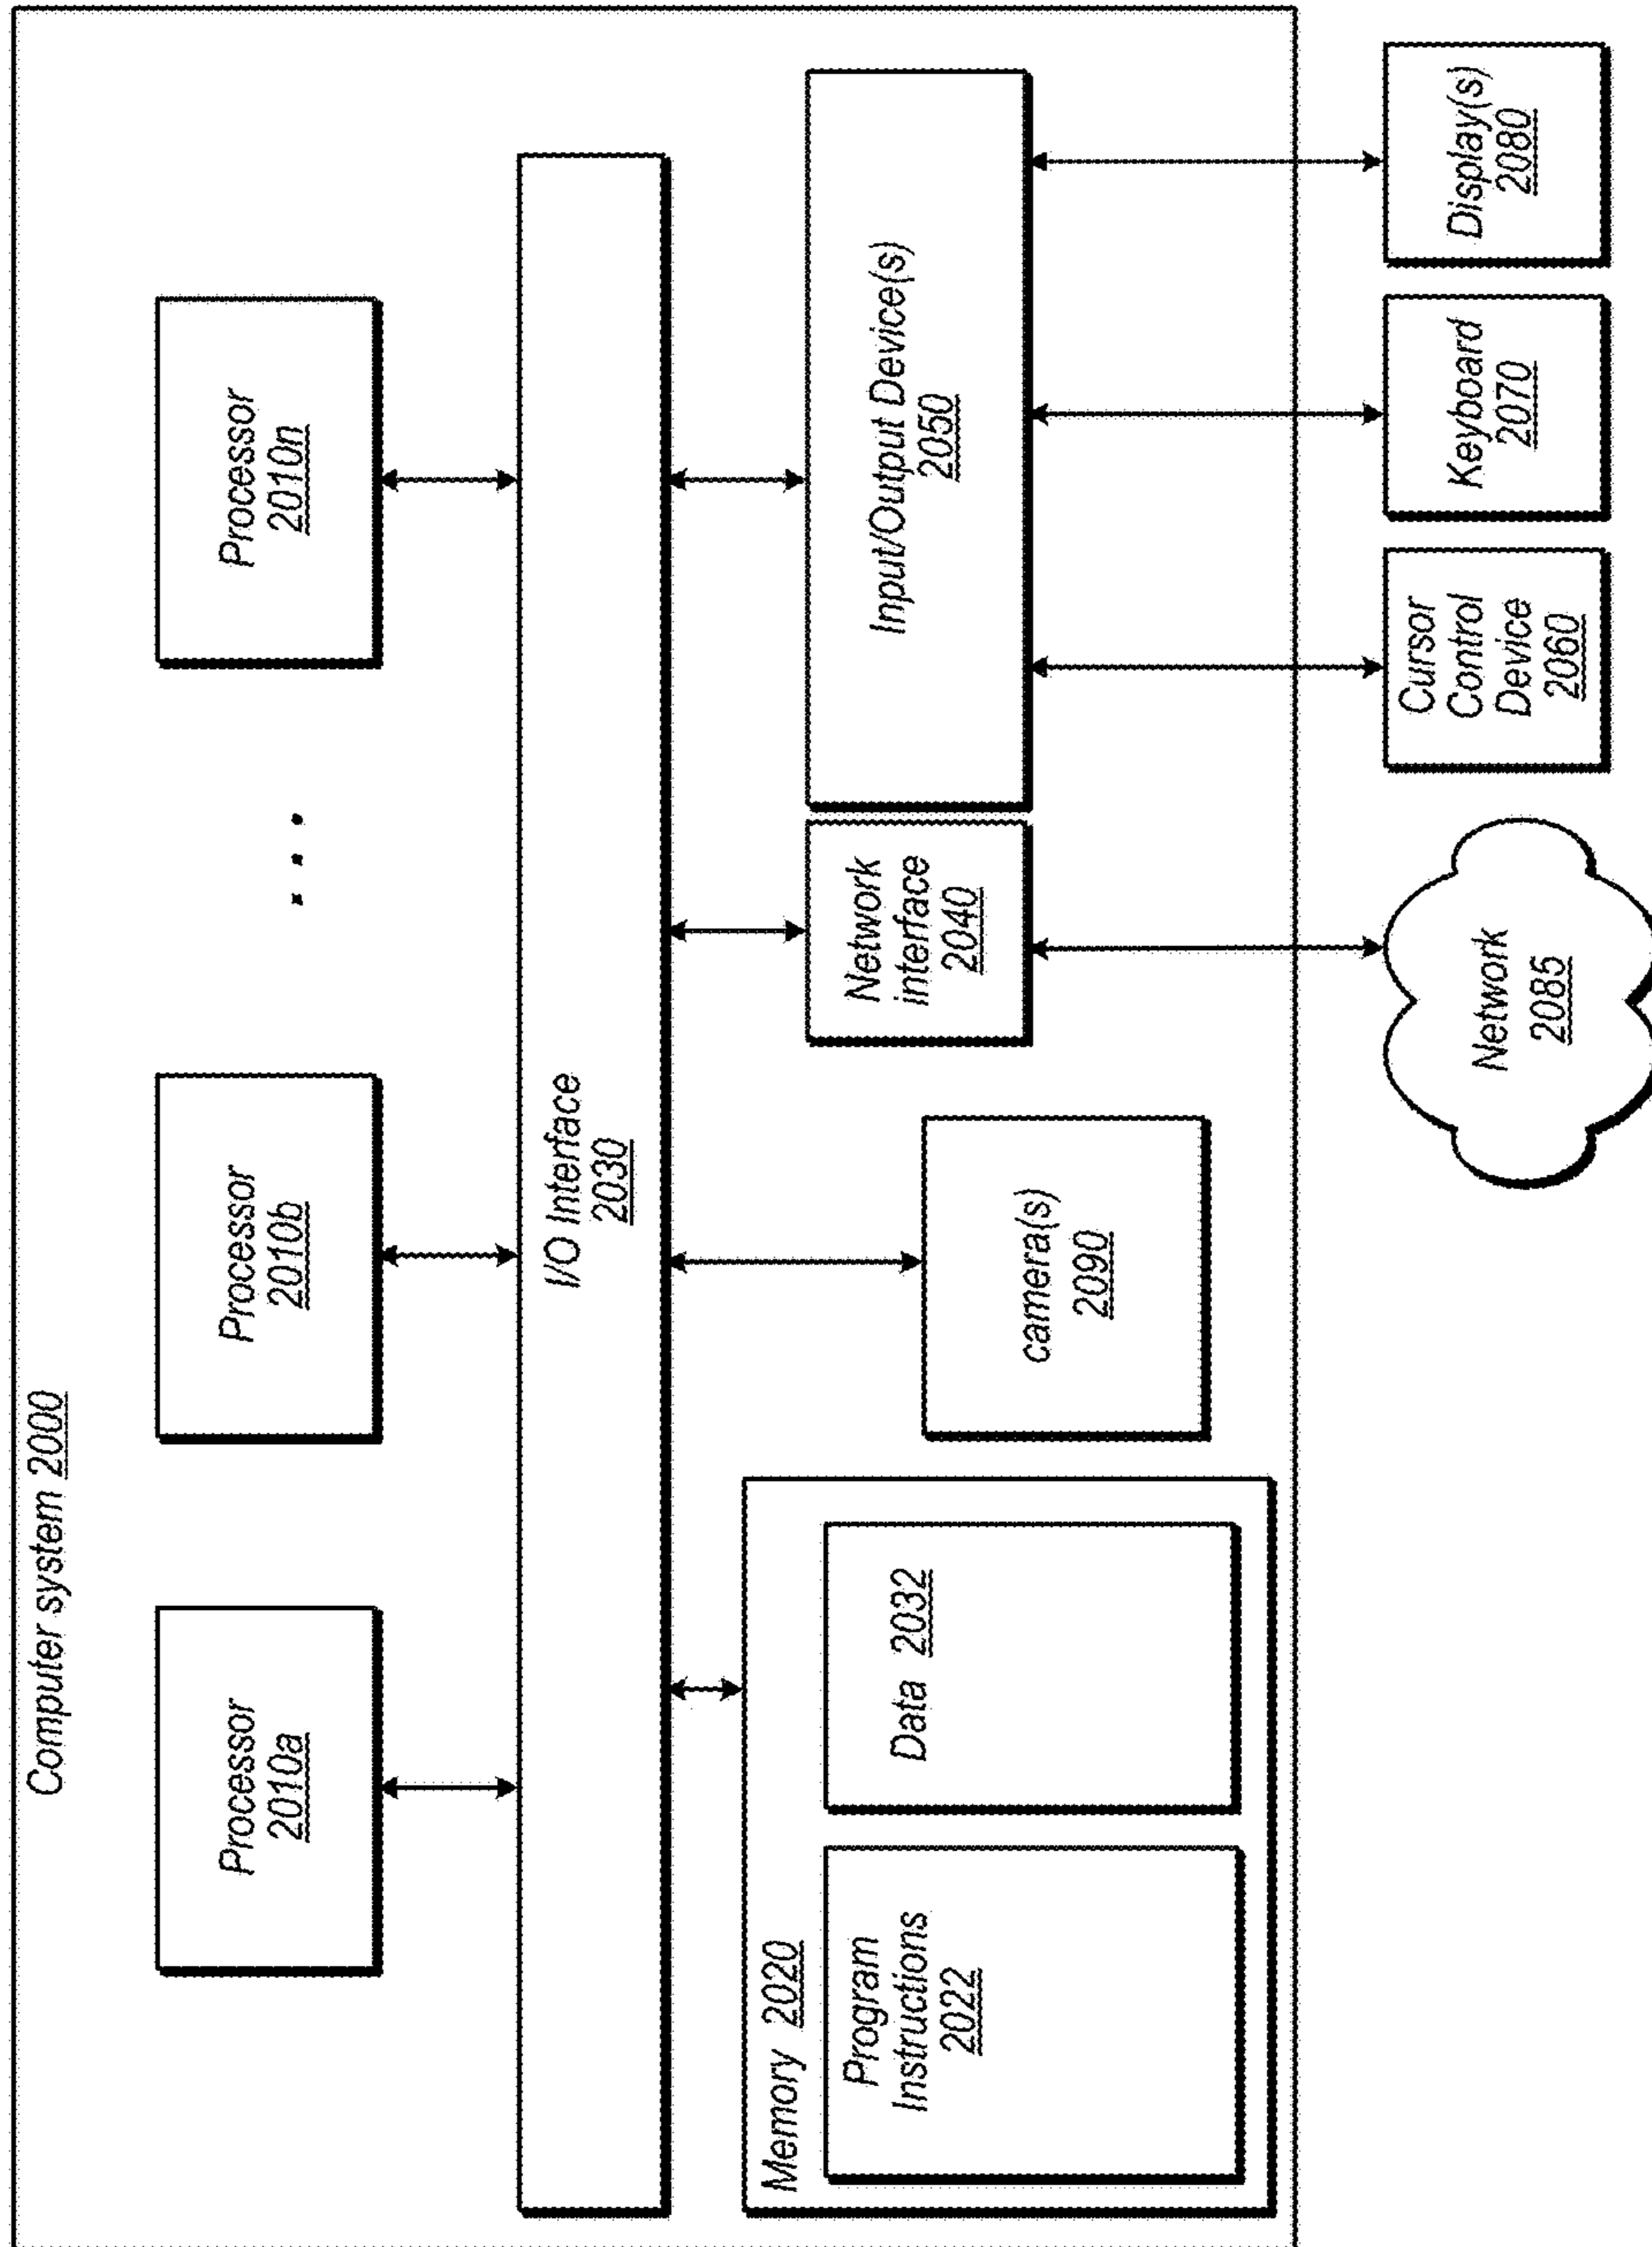 Computer system 2000
Processor
2010a
Processor
2010b
. . .
Processor
2010n
I/O Interface
2030
Memory 2020
Program
Instructions
2022
Data 2032
camera(s)
2090
Network
interface
2040
Input/Output Device(s)
2050
Network
2085
Cursor
Control
Device
2060
Keyboard
2070
Display(s)
2080